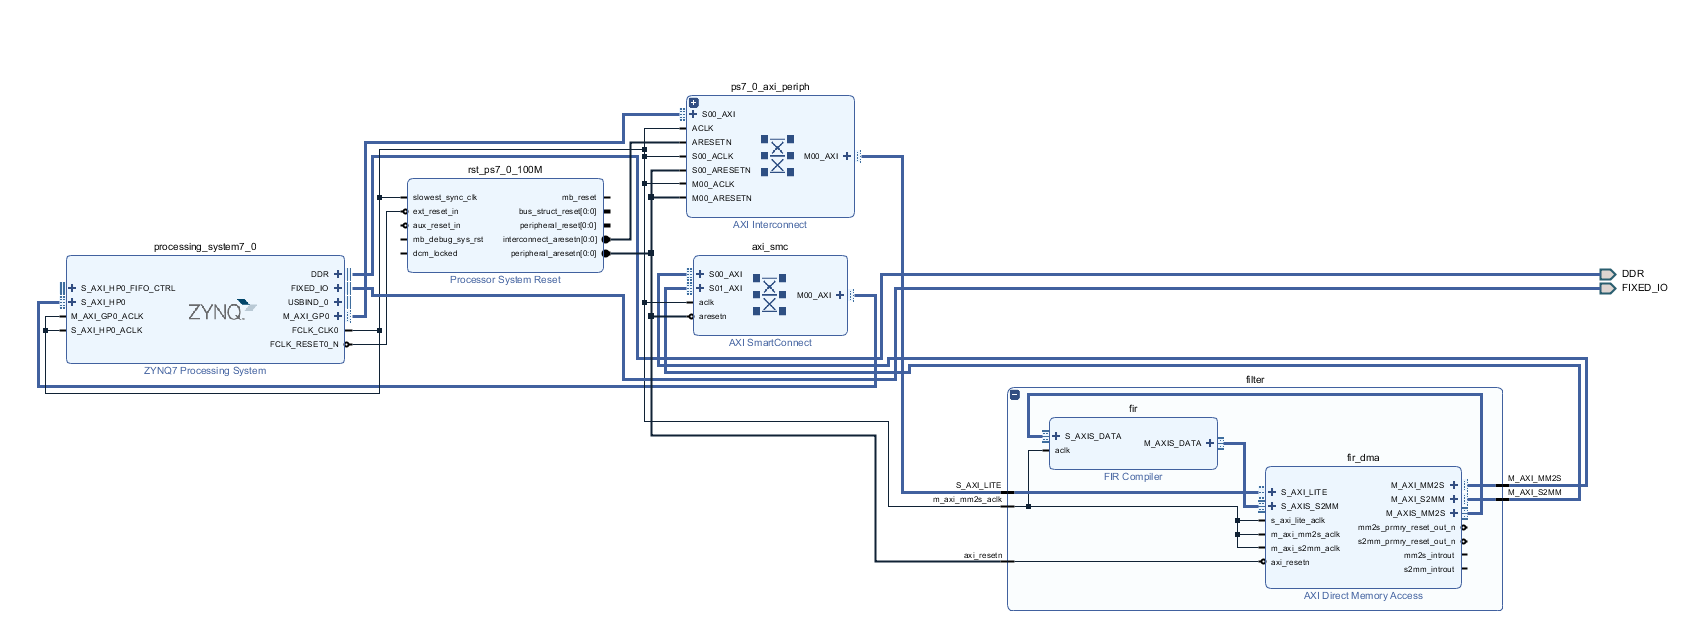 ps7_0_axi_periph
S00_AXI
ACLK
ARESETN
S00_ACLK
S00_ARESETN
M00_ACLK
M00_ARESETN
M00_AXI
AXI Interconnect
rst_ps7_0_100M
slowest_sync_clk
ext_reset_in
aux_reset_in
mb_debug_sys_rst
dcm_locked
mb_reset
bus_struct_reset[0:0]
peripheral_reset[0:0]
interconnect_aresetn[0:0]
peripheral_aresetn[0:0]
Processor System Reset
processing_system7_0
S_AXI_HP0_FIFO_CTRL
S_AXI_HP0
M_AXI_GP0_ACLK
S_AXI_HP0_ACLK
ZYNQ
DDR
FIXED_IO
USBIND_0
M_AXI_GP0
FCLK_CLK0
FCLK_RESET0_N
ZYNQ7 Processing System
axi_smc
S00_AXI
S01_AXI
aclk
aresetn
M00_AXI
AXI SmartConnect
DDR
FIXED_IO
filter
fir
S_AXIS_DATA
aclk
M_AXIS_DATA
FIR Compiler
S_AXI_LITE
m_axi_mm2s_aclk
axi_resetn
fir_dma
S_AXI_LITE
S_AXIS_S2MM
s_axi_lite_aclk
m_axi_mm2s_aclk
m_axi_s2mm_aclk
axi_resetn
M_AXI_MM2S
M_AXI_S2MM
M_AXIS_MM2S
mm2s_prmry_reset_out_n
s2mm_prmry_reset_out_n
mm2s_introut
s2mm_introut
AXI Direct Memory Access
M_AXI_MM2S
M_AXI_S2MM